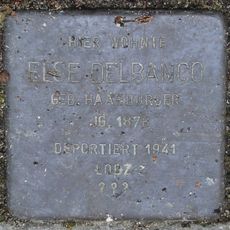 HIER WOHNTE
ELSE DELBANCO
GEB. HAARBURGER
JG. 1878
DEPORTIERT 1941
LODZ
? ? ?